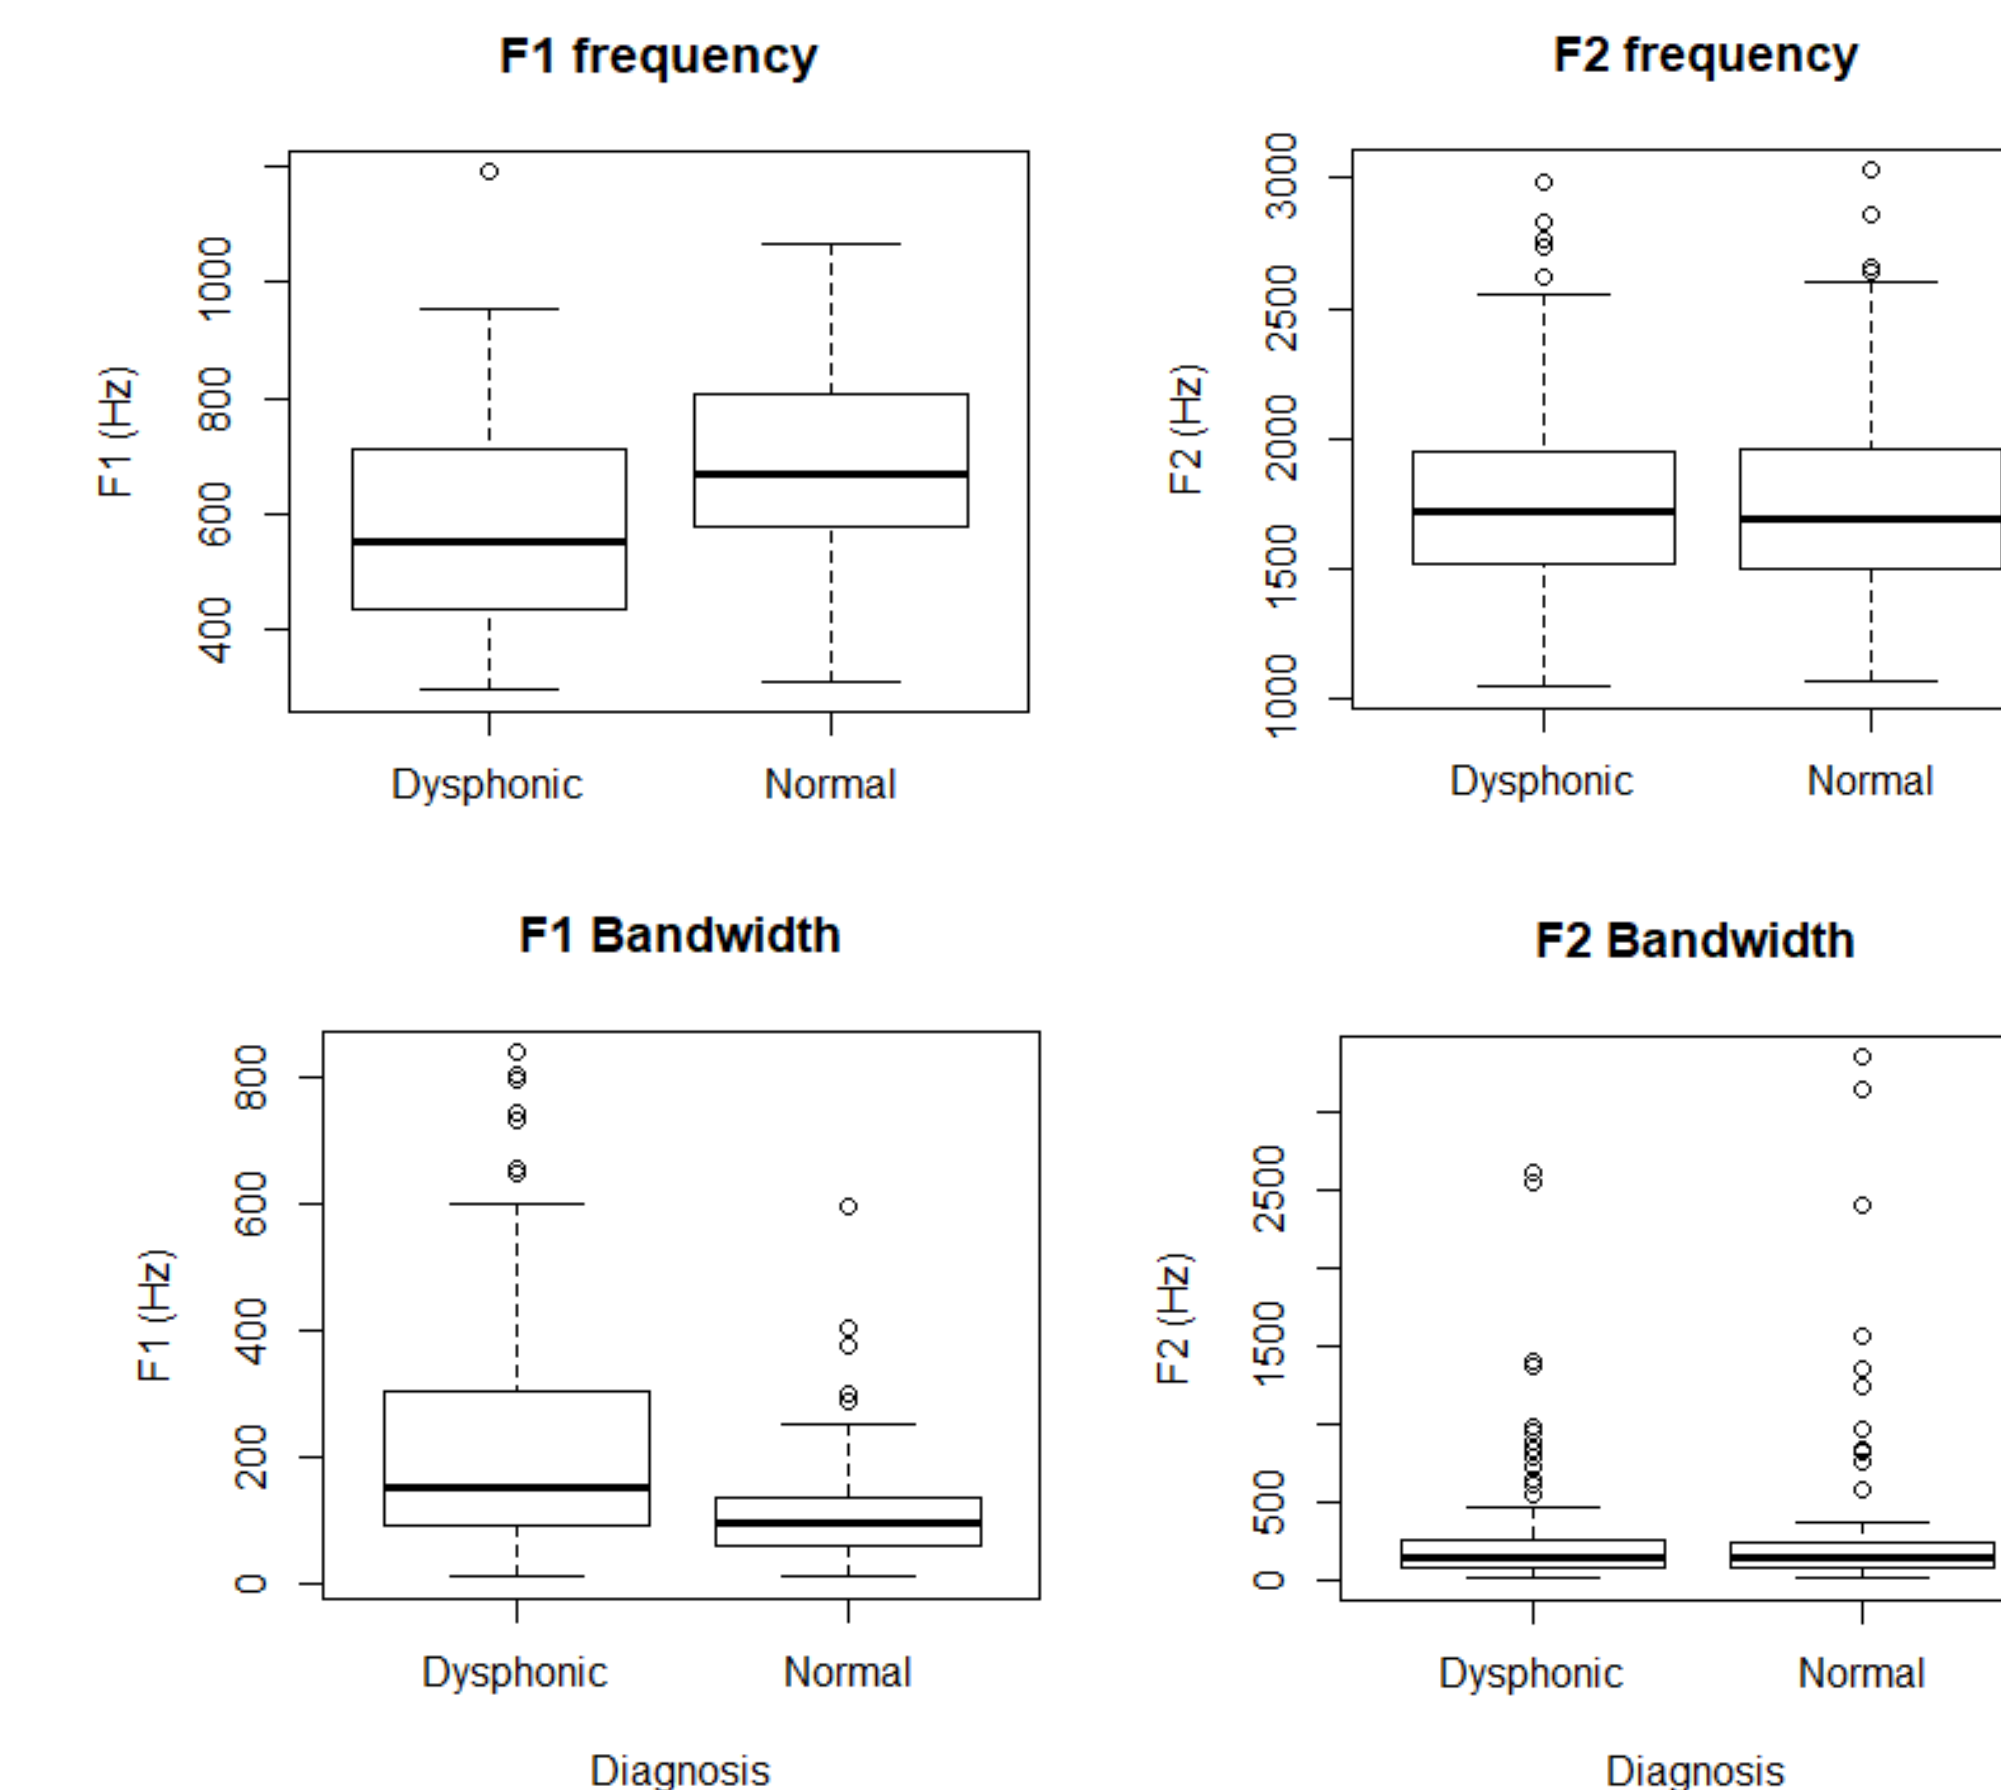 F1 frequency
F1 (Hz)
1000
800
600
400
Dysphonic Normal
F2 frequency
F2 (Hz)
3000
2500
2000
1500
1000
Dysphonic Normal
F1 Bandwidth
F1 (Hz)
800
600
400
200
0
Dysphonic Normal
Diagnosis
F2 Bandwidth
F2 (Hz)
2500
1500
500
0
Dysphonic Normal
Diagnosis